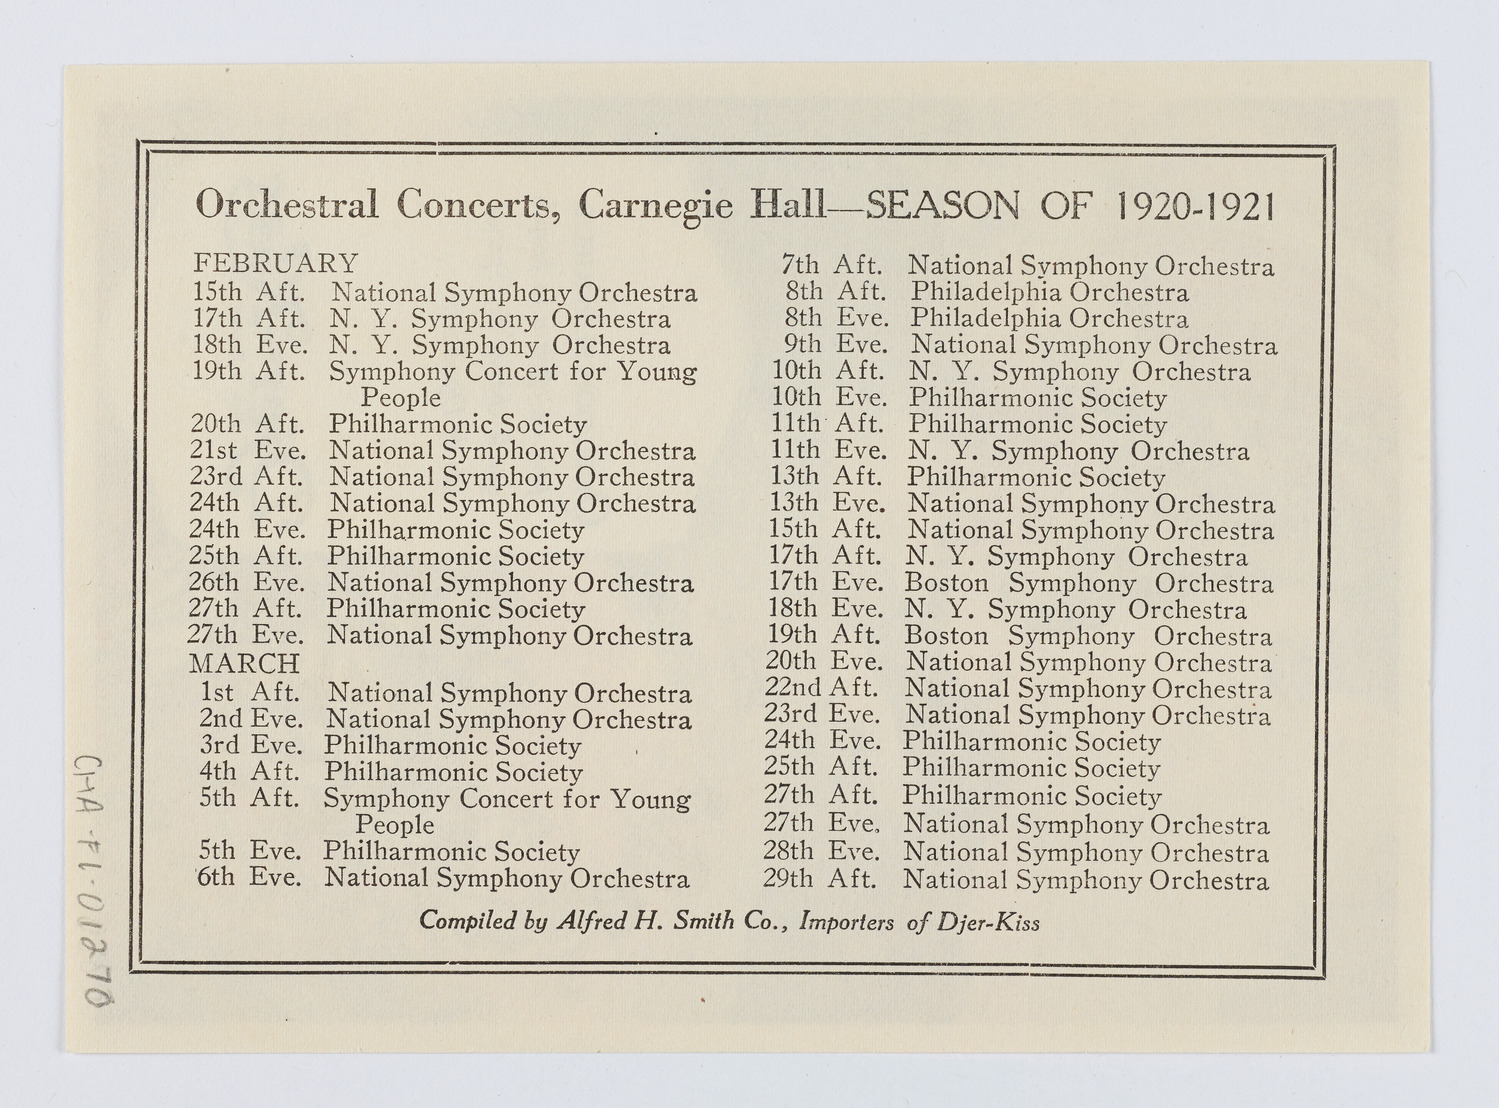 Orchestral Concerts, Carnegie Hall—SEASON OF 1920-1921
FEBRUARY
15th Aft. National Symphony Orchestra
17th Aft. N. Y. Symphony Orchestra
18th Eve. N. Y. Symphony Orchestra
19th Aft. Symphony Concert for Young
People
20th Aft. Philharmonic Society
21st Eve. National Symphony Orchestra
23rd Aft. National Symphony Orchestra
24th Aft. National Symphony Orchestra
24th Eve. Philharmonic Society
25th Aft. Philharmonic Society
26th Eve. National Symphony Orchestra
27th Aft. Philharmonic Society
27th Eve. National Symphony Orchestra
MARCH
1st Aft. National Symphony Orchestra
2nd Eve. National Symphony Orchestra
3rd Eve. Philharmonic Society
4th Aft. Philharmonic Society
5th Aft. Symphony Concert for Young
People
5th Eve. Philharmonic Society
6th Eve. National Symphony Orchestra
7th Aft. National Symphony Orchestra
8th Aft. Philadelphia Orchestra
8th Eve. Philadelphia Orchestra
9th Eve. National Symphony Orchestra
10th Aft. N. Y. Symphony Orchestra
10th Eve. Philharmonic Society
11th Aft. Philharmonic Society
11th Eve. N. Y. Symphony Orchestra
13th Aft. Philharmonic Society
13th Eve. National Symphony Orchestra
15th Aft. National Symphony Orchestra
17th Aft. N. Y. Symphony Orchestra
17th Eve. Boston Symphony Orchestra
18th Eve. N. Y. Symphony Orchestra
19th Aft. Boston Symphony Orchestra
20th Eve. National Symphony Orchestra
22nd Aft. National Symphony Orchestra
23rd Eve. National Symphony Orchestra
24th Eve. Philharmonic Society
25th Aft. Philharmonic Society
27th Aft. Philharmonic Society
27th Eve. National Symphony Orchestra
28th Eve. National Symphony Orchestra
29th Aft. National Symphony Orchestra
Compiled by Alfred H. Smith Co., Importers of Djer-Kiss
CHA-FL-01270